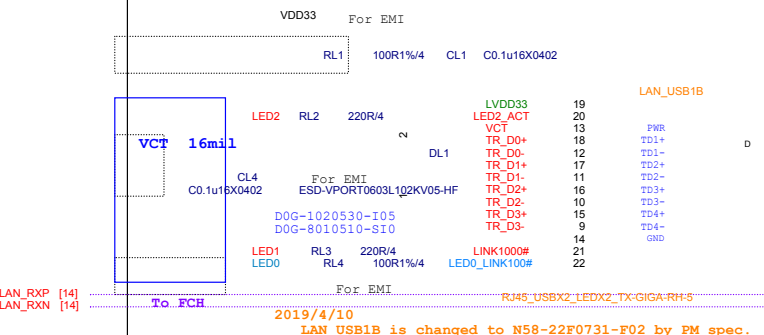 VDD33 For EMI
RL1 100R1%/4 CL1 C0.1u16X0402
LAN_USB1B
LVDD33 19
LED2 RL2 220R/4 LED2_ACT 20
VCT 13 PWR
VCT 16mil 2 TR_D0+ 18 TD1+ D
DL1 TR_D0- 12 TD1-
TR_D1+ 17 TD2+
CL4 For EMI TR_D1- 11 TD2-
C0.1u16X0402 1 ESD-VPORT0603L102KV05-HF TR_D2+ 16 TD3+
TR_D2- 10 TD3-
D0G-1020530-I05 TR_D3+ 15 TD4+
D0G-8010510-SI0 TR_D3- 9 TD4-
14 GND
LED1 RL3 220R/4 LINK1000# 21
LED0 RL4 100R1%/4 LED0_LINK100# 22
For EMI
LAN_RXP [14] RJ45_USBX2_LEDX2_TX-GIGA-RH-5
LAN_RXN [14] To FCH
2019/4/10
LAN USB1B is changed to N58-22F0731-F02 by PM spec.